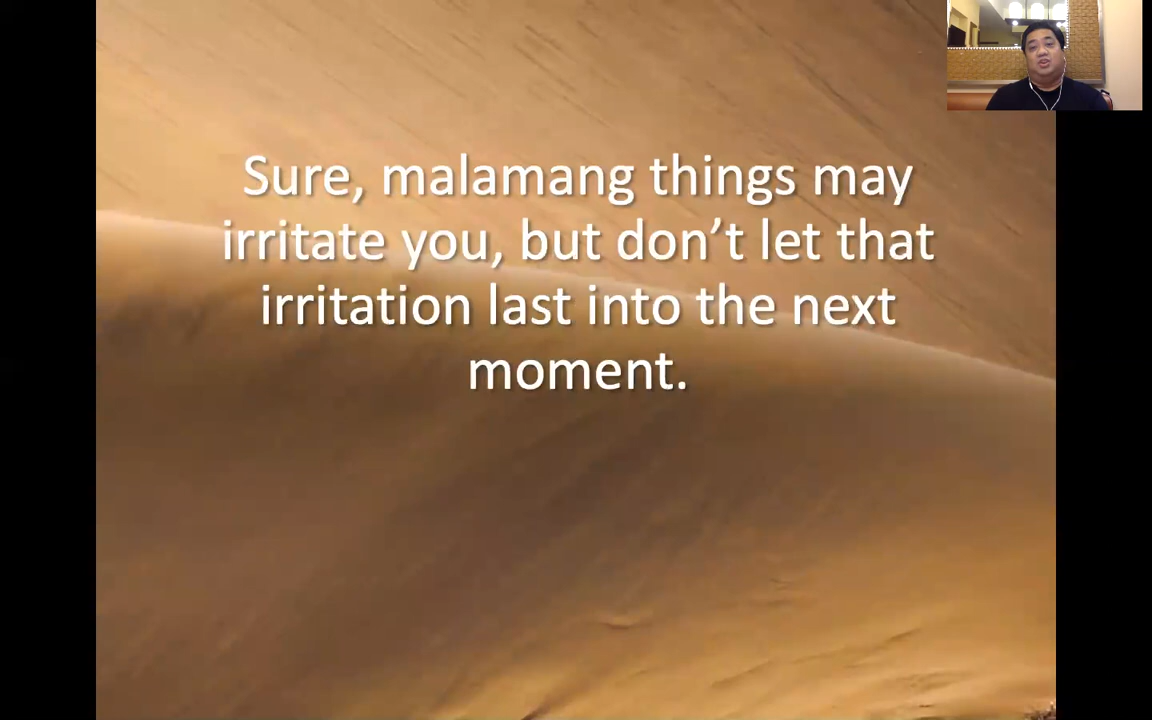 Sure, malamang things may
irritate you, but don’t let that
irritation last into the next
moment.